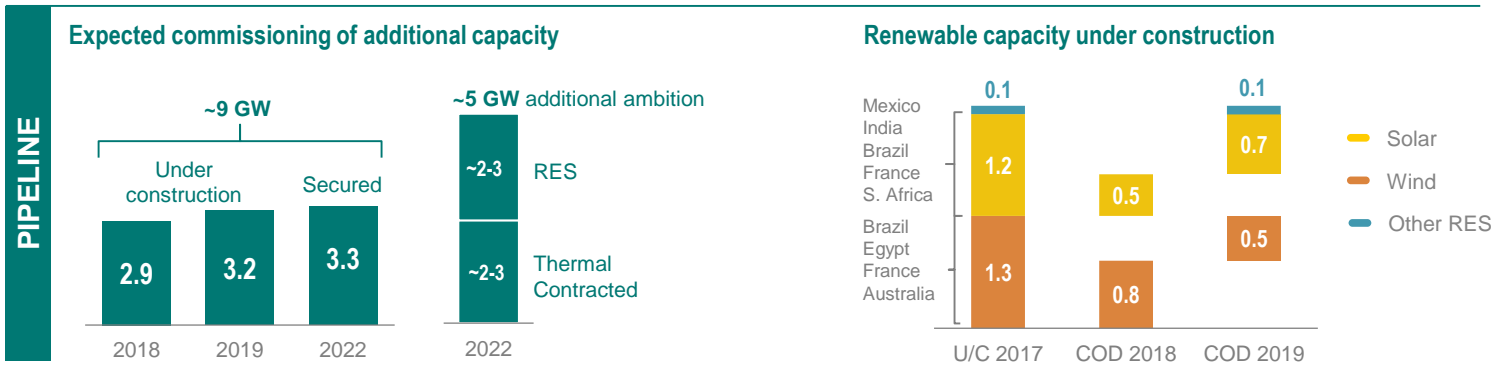 PIPELINE
Expected commissioning of additional capacity
~9 GW
Under
construction
Secured
2.9
3.2
3.3
2018
2019
2022
~5 GW additional ambition
~2-3
RES
~2-3
Thermal
Contracted
2022
Renewable capacity under construction
Mexico
India
Brazil
France
S. Africa
Brazil
Egypt
France
Australia
0.1
1.2
1.3
0.5
0.8
0.1
0.7
0.5
U/C 2017
COD 2018
COD 2019
Solar
Wind
Other RES